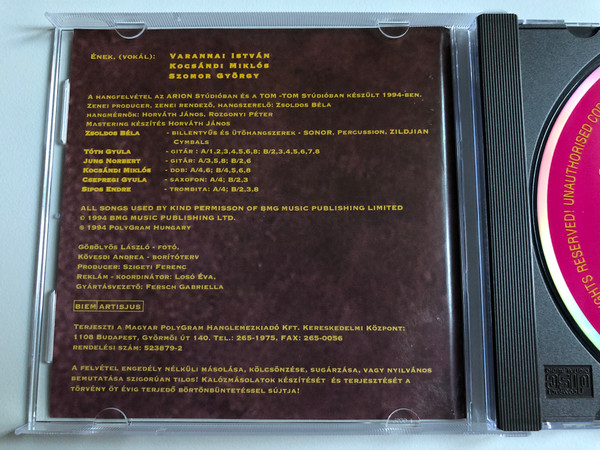 Ének, (vokál): Varannai István
Kocsándi Miklós
Szomor György
A hangfelvétel az ARION Stúdióban és a TOM -TOM Stúdióban készült 1994-ben.
Zenei producer, zenei rendező, hangszerelő: Zsoldos Béla
Hangmérnök: Horváth János, Rozgonyi Péter
Mastering készítés Horváth János
Zsoldos Béla - billentyűs és ütőhangszerek - SONOR, Percussion, ZILDJIAN
Cymbals
Tóth Gyula - gitár : A/1,2,3,4,5,6,8; B/2,3,4,5,6,7,8
Jung Norbert - gitár: A/3,5,8; B/2,6
Kocsándi Miklós - dob: A/4,6; B/4,5,6,8
Csepregi Gyula - saxofon: A/4; B/2,3
Sipos Endre - trombita: A/4; B/2,3,8
ALL SONGS USED BY KIND PERMISSON OF BMG MUSIC PUBLISHING LIMITED
© 1994 BMG MUSIC PUBLISHING LTD.
℗ 1994 PolyGram Hungary
Göbölyös László - fotó,
Kövesdi Andrea - borítóterv
Producer: Szigeti Ferenc
Reklám - koordinátor: Losó Éva,
Gyártásvezető: Fersch Gabriella
BIEM ARTISJUS
Terjeszti a Magyar PolyGram Hanglemezkiadó Kft. Kereskedelmi Központ:
1108 Budapest, Gyömrői út 140. Tel.: 265-1975, FAX: 265-0056
rendelési szám: 523879-2
A felvétel engedély nélküli másolása, kölcsönzése, sugárzása, vagy nyilvános
bemutatása szigorúan tilos! Kalózmásolatok készítését és terjesztését a
törvény öt évig terjedő börtönbüntetéssel sújtja!
GHTS RESERVED! UNAUTHORISED COP